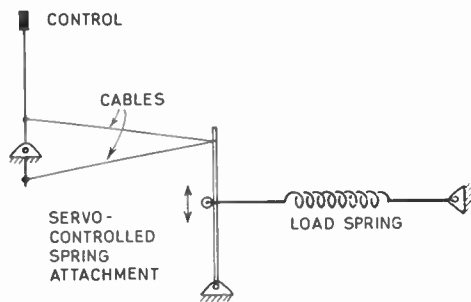 CONTROL
CABLES
SERVO-
CONTROLLED
SPRING
ATTACHMENT
LOAD SPRING